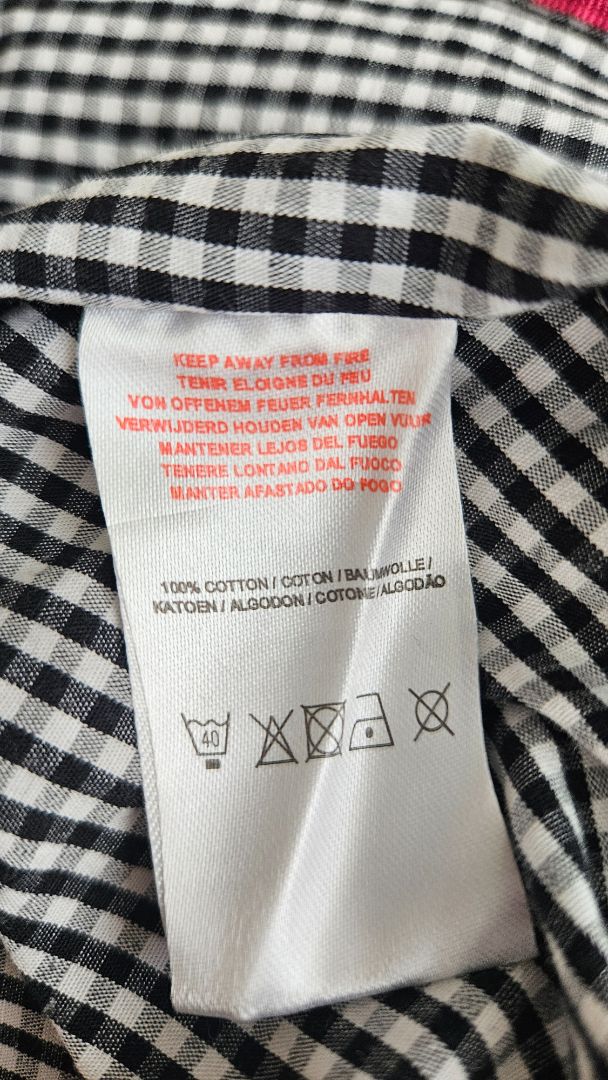 KEEP AWAY FROM FIRE
TENIR ELOIGNE DU FEU
VON OFFENEM FEUER FERNHALTEN
VERWIJDERD HOUDEN VAN OPEN VUUR
MANTENER LEJOS DEL FUEGO
TENERE LONTANO DAL FUOCO
MANTER AFASTADO DO FOGO
100% COTTON / COTON / BAUMWOLLE /
KATOEN / ALGODON / COTONE / ALGODÃO
40